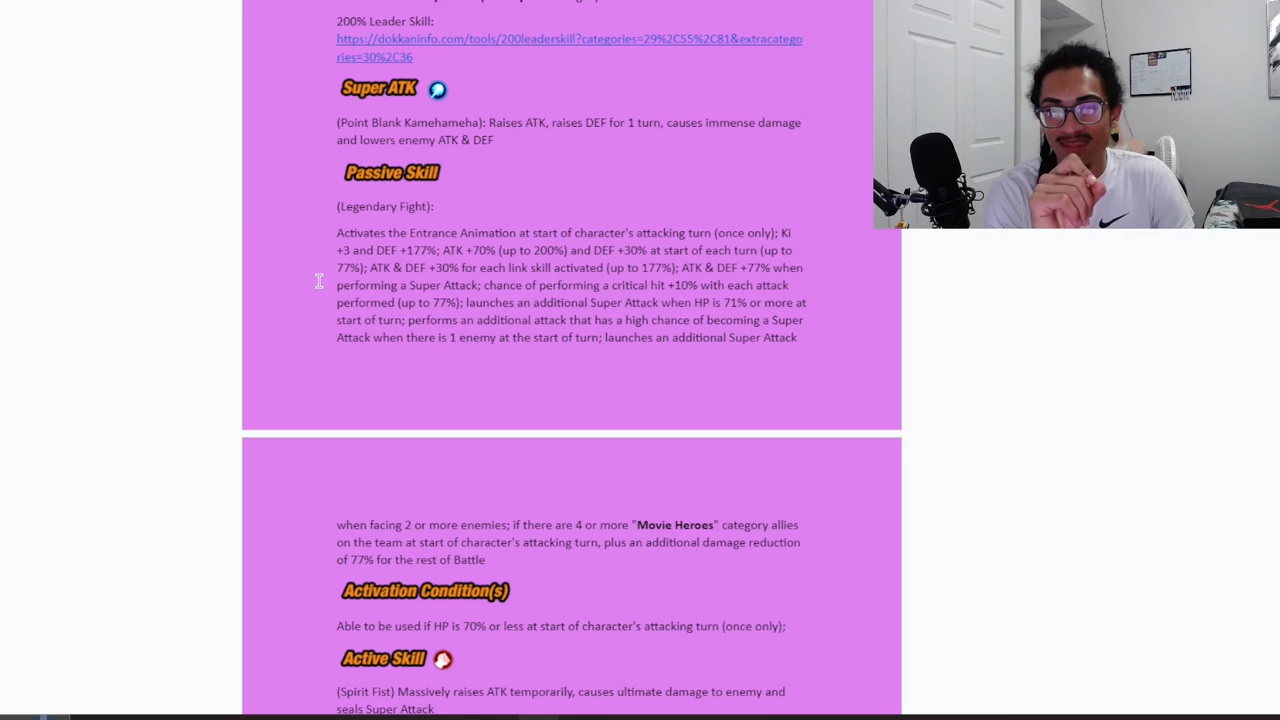 200% Leader Skill:
https://dokkaninfo.com/tools/200leaderskill?categories=29%2C55%2C81&extracatego
ries=30%2C36
Super ATK
(Point Blank Kamehameha): Raises ATK, raises DEF for 1 turn, causes immense damage
and lowers enemy ATK & DEF
Passive Skill
(Legendary Fight):
Activates the Entrance Animation at start of character's attacking turn (once only); Ki
+3 and DEF +177%; ATK +70% (up to 200%) and DEF +30% at start of each turn (up to
77%); ATK & DEF +30% for each link skill activated (up to 177%); ATK & DEF +77% when
performing a Super Attack; chance of performing a critical hit +10% with each attack
performed (up to 77%); launches an additional Super Attack when HP is 71% or more at
start of turn; performs an additional attack that has a high chance of becoming a Super
Attack when there is 1 enemy at the start of turn; launches an additional Super Attack
when facing 2 or more enemies; if there are 4 or more "Movie Heroes" category allies
on the team at start of character's attacking turn, plus an additional damage reduction
of 77% for the rest of Battle
Activation Condition(s)
Able to be used if HP is 70% or less at start of character's attacking turn (once only);
Active Skill
(Spirit Fist) Massively raises ATK temporarily, causes ultimate damage to enemy and
seals Super Attack